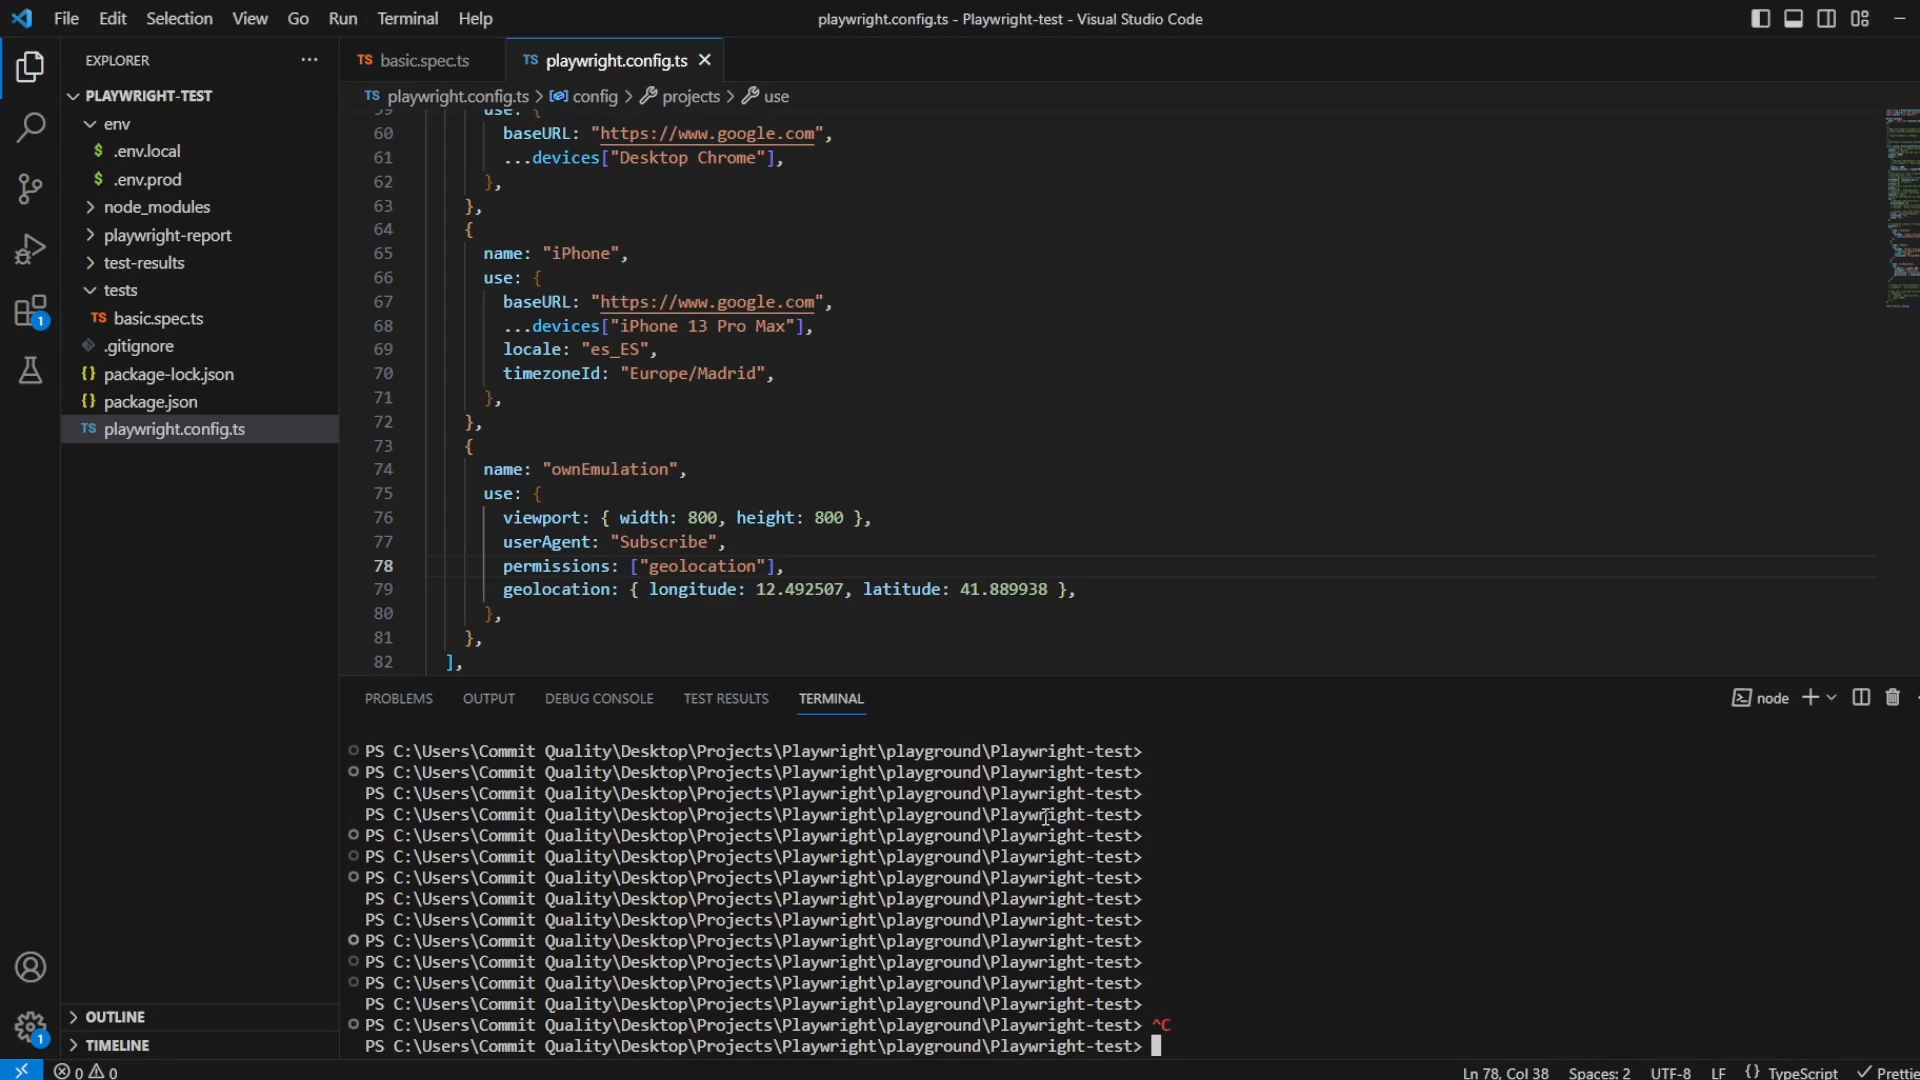 File Edit Selection View Go Run Terminal Help
playwright.config.ts - Playwright-test - Visual Studio Code
EXPLORER
PLAYWRIGHT-TEST
env
$ .env.local
$ .env.prod
node_modules
playwright-report
test-results
tests
TS basic.spec.ts
.gitignore
{} package-lock.json
{} package.json
TS playwright.config.ts
OUTLINE
TIMELINE
1
1
TS basic.spec.ts
TS playwright.config.ts
TS playwright.config.ts > config > projects > use
59 use: {
60 baseURL: "https://www.google.com",
61 ...devices["Desktop Chrome"],
62 },
63 },
64 {
65 name: "iPhone",
66 use: {
67 baseURL: "https://www.google.com",
68 ...devices["iPhone 13 Pro Max"],
69 locale: "es_ES",
70 timezoneId: "Europe/Madrid",
71 },
72 },
73 {
74 name: "ownEmulation",
75 use: {
76 viewport: { width: 800, height: 800 },
77 userAgent: "Subscribe",
78 permissions: ["geolocation"],
79 geolocation: { longitude: 12.492507, latitude: 41.889938 },
80 },
81 },
82 ],
PROBLEMS OUTPUT DEBUG CONSOLE TEST RESULTS TERMINAL
node
PS C:\Users\Commit Quality\Desktop\Projects\Playwright\playground\Playwright-test>
PS C:\Users\Commit Quality\Desktop\Projects\Playwright\playground\Playwright-test>
PS C:\Users\Commit Quality\Desktop\Projects\Playwright\playground\Playwright-test>
PS C:\Users\Commit Quality\Desktop\Projects\Playwright\playground\Playwright-test>
PS C:\Users\Commit Quality\Desktop\Projects\Playwright\playground\Playwright-test>
PS C:\Users\Commit Quality\Desktop\Projects\Playwright\playground\Playwright-test>
PS C:\Users\Commit Quality\Desktop\Projects\Playwright\playground\Playwright-test>
PS C:\Users\Commit Quality\Desktop\Projects\Playwright\playground\Playwright-test>
PS C:\Users\Commit Quality\Desktop\Projects\Playwright\playground\Playwright-test>
PS C:\Users\Commit Quality\Desktop\Projects\Playwright\playground\Playwright-test>
PS C:\Users\Commit Quality\Desktop\Projects\Playwright\playground\Playwright-test>
PS C:\Users\Commit Quality\Desktop\Projects\Playwright\playground\Playwright-test>
PS C:\Users\Commit Quality\Desktop\Projects\Playwright\playground\Playwright-test>
PS C:\Users\Commit Quality\Desktop\Projects\Playwright\playground\Playwright-test> ^C
PS C:\Users\Commit Quality\Desktop\Projects\Playwright\playground\Playwright-test>
0 0
Ln 78, Col 38 Spaces: 2 UTF-8 LF {} TypeScript Prettie